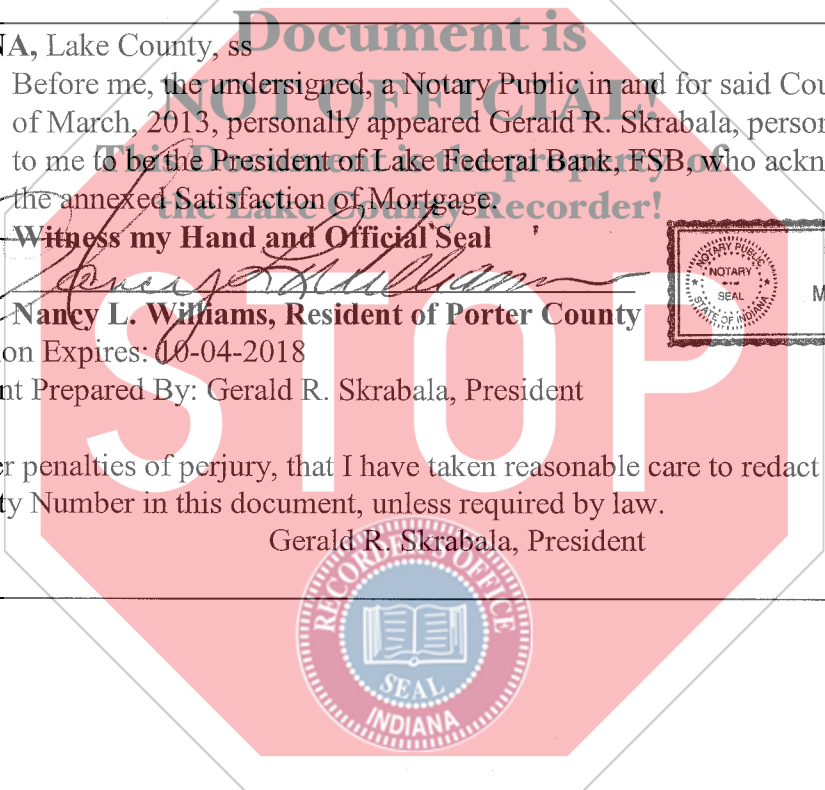 Document is
NA, Lake County, ss
NOT OFFICIAL!
Before me, the undersigned, a Notary Public in and for said Cou
of March, 2013, personally appeared Gerald R. Skrabala, person
This Document is the property of
to me to be the President of Lake Federal Bank, FSB, who ackn
the Lake County Recorder!
the annexed Satisfaction of Mortgage.
Witness my Hand and Official Seal
Nancy L. Williams
NOTARY PUBLIC
NOTARY
SEAL
STATE OF INDIANA
M
Nancy L. Williams, Resident of Porter County
on Expires: 10-04-2018
nt Prepared By: Gerald R. Skrabala, President
STOP
er penalties of perjury, that I have taken reasonable care to redact
ty Number in this document, unless required by law.
Gerald R. Skrabala, President
RECORDER'S OFFICE
SEAL
INDIANA